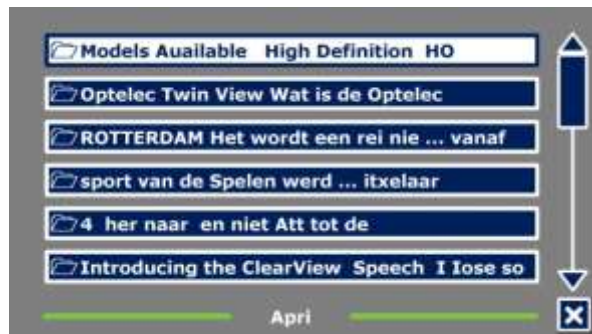 Models Auailable High Definition HO
Optelec Twin View Wat is de Optelec
ROTTERDAM Het wordt een rei nie ... vanaf
sport van de Spelen werd ... itxelaar
4 her naar en niet Att tot de
Introducing the ClearView Speech I Iose so
Apri